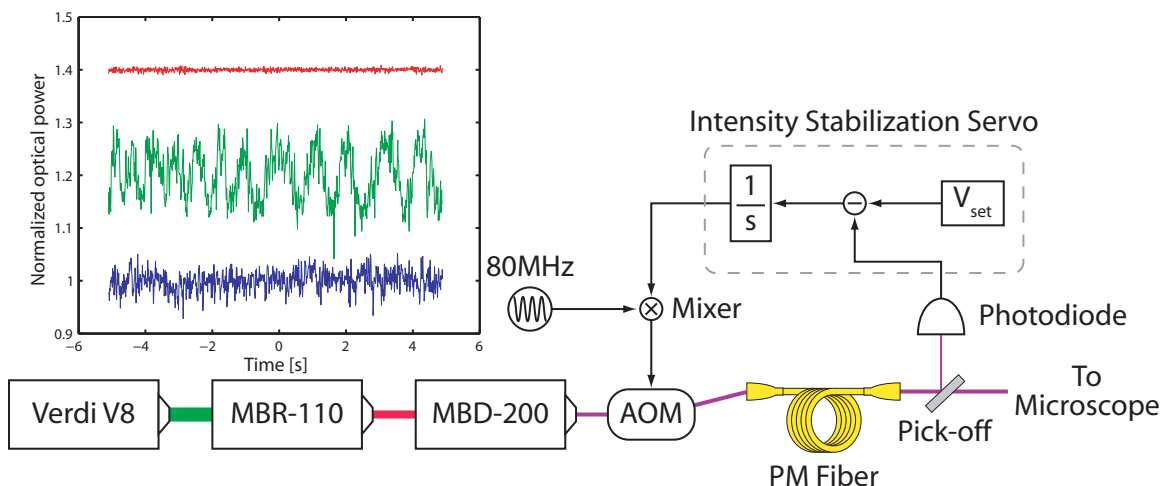 1.5
1.4
1.3
1.2
1.1
1
0.9
Normalized optical power
−6
−4
−2
0
2
4
6
Time [s]
Intensity Stabilization Servo
1
s
−
V set
80MHz
×
Mixer
Photodiode
Verdi V8
MBR-110
MBD-200
AOM
PM Fiber
Pick-off
To
Microscope